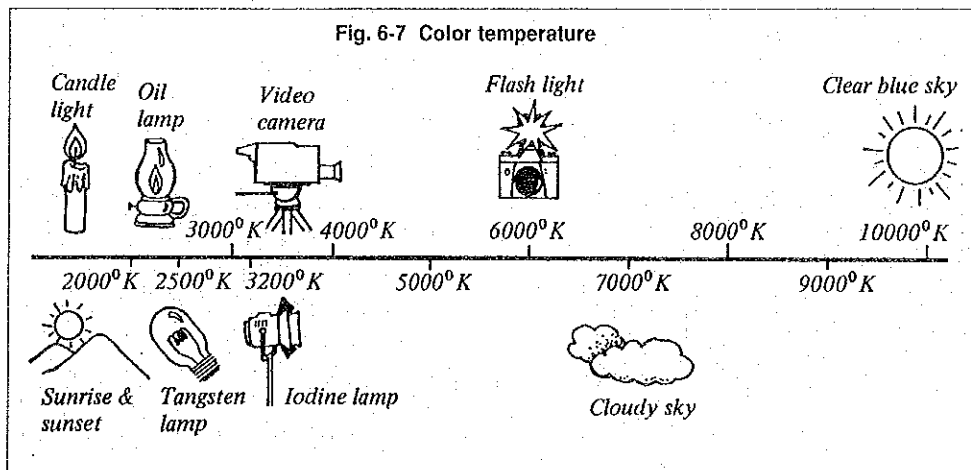 Fig. 6-7 Color temperature
Candle
light
Oil
lamp
Video
camera
Flash light
Clear blue sky
3000⁰K
4000⁰K
6000⁰K
8000⁰K
10000⁰K
2000⁰K
2500⁰K
3200⁰K
5000⁰K
7000⁰K
9000⁰K
Sunrise &
sunset
Tangsten
lamp
Iodine lamp
Cloudy sky